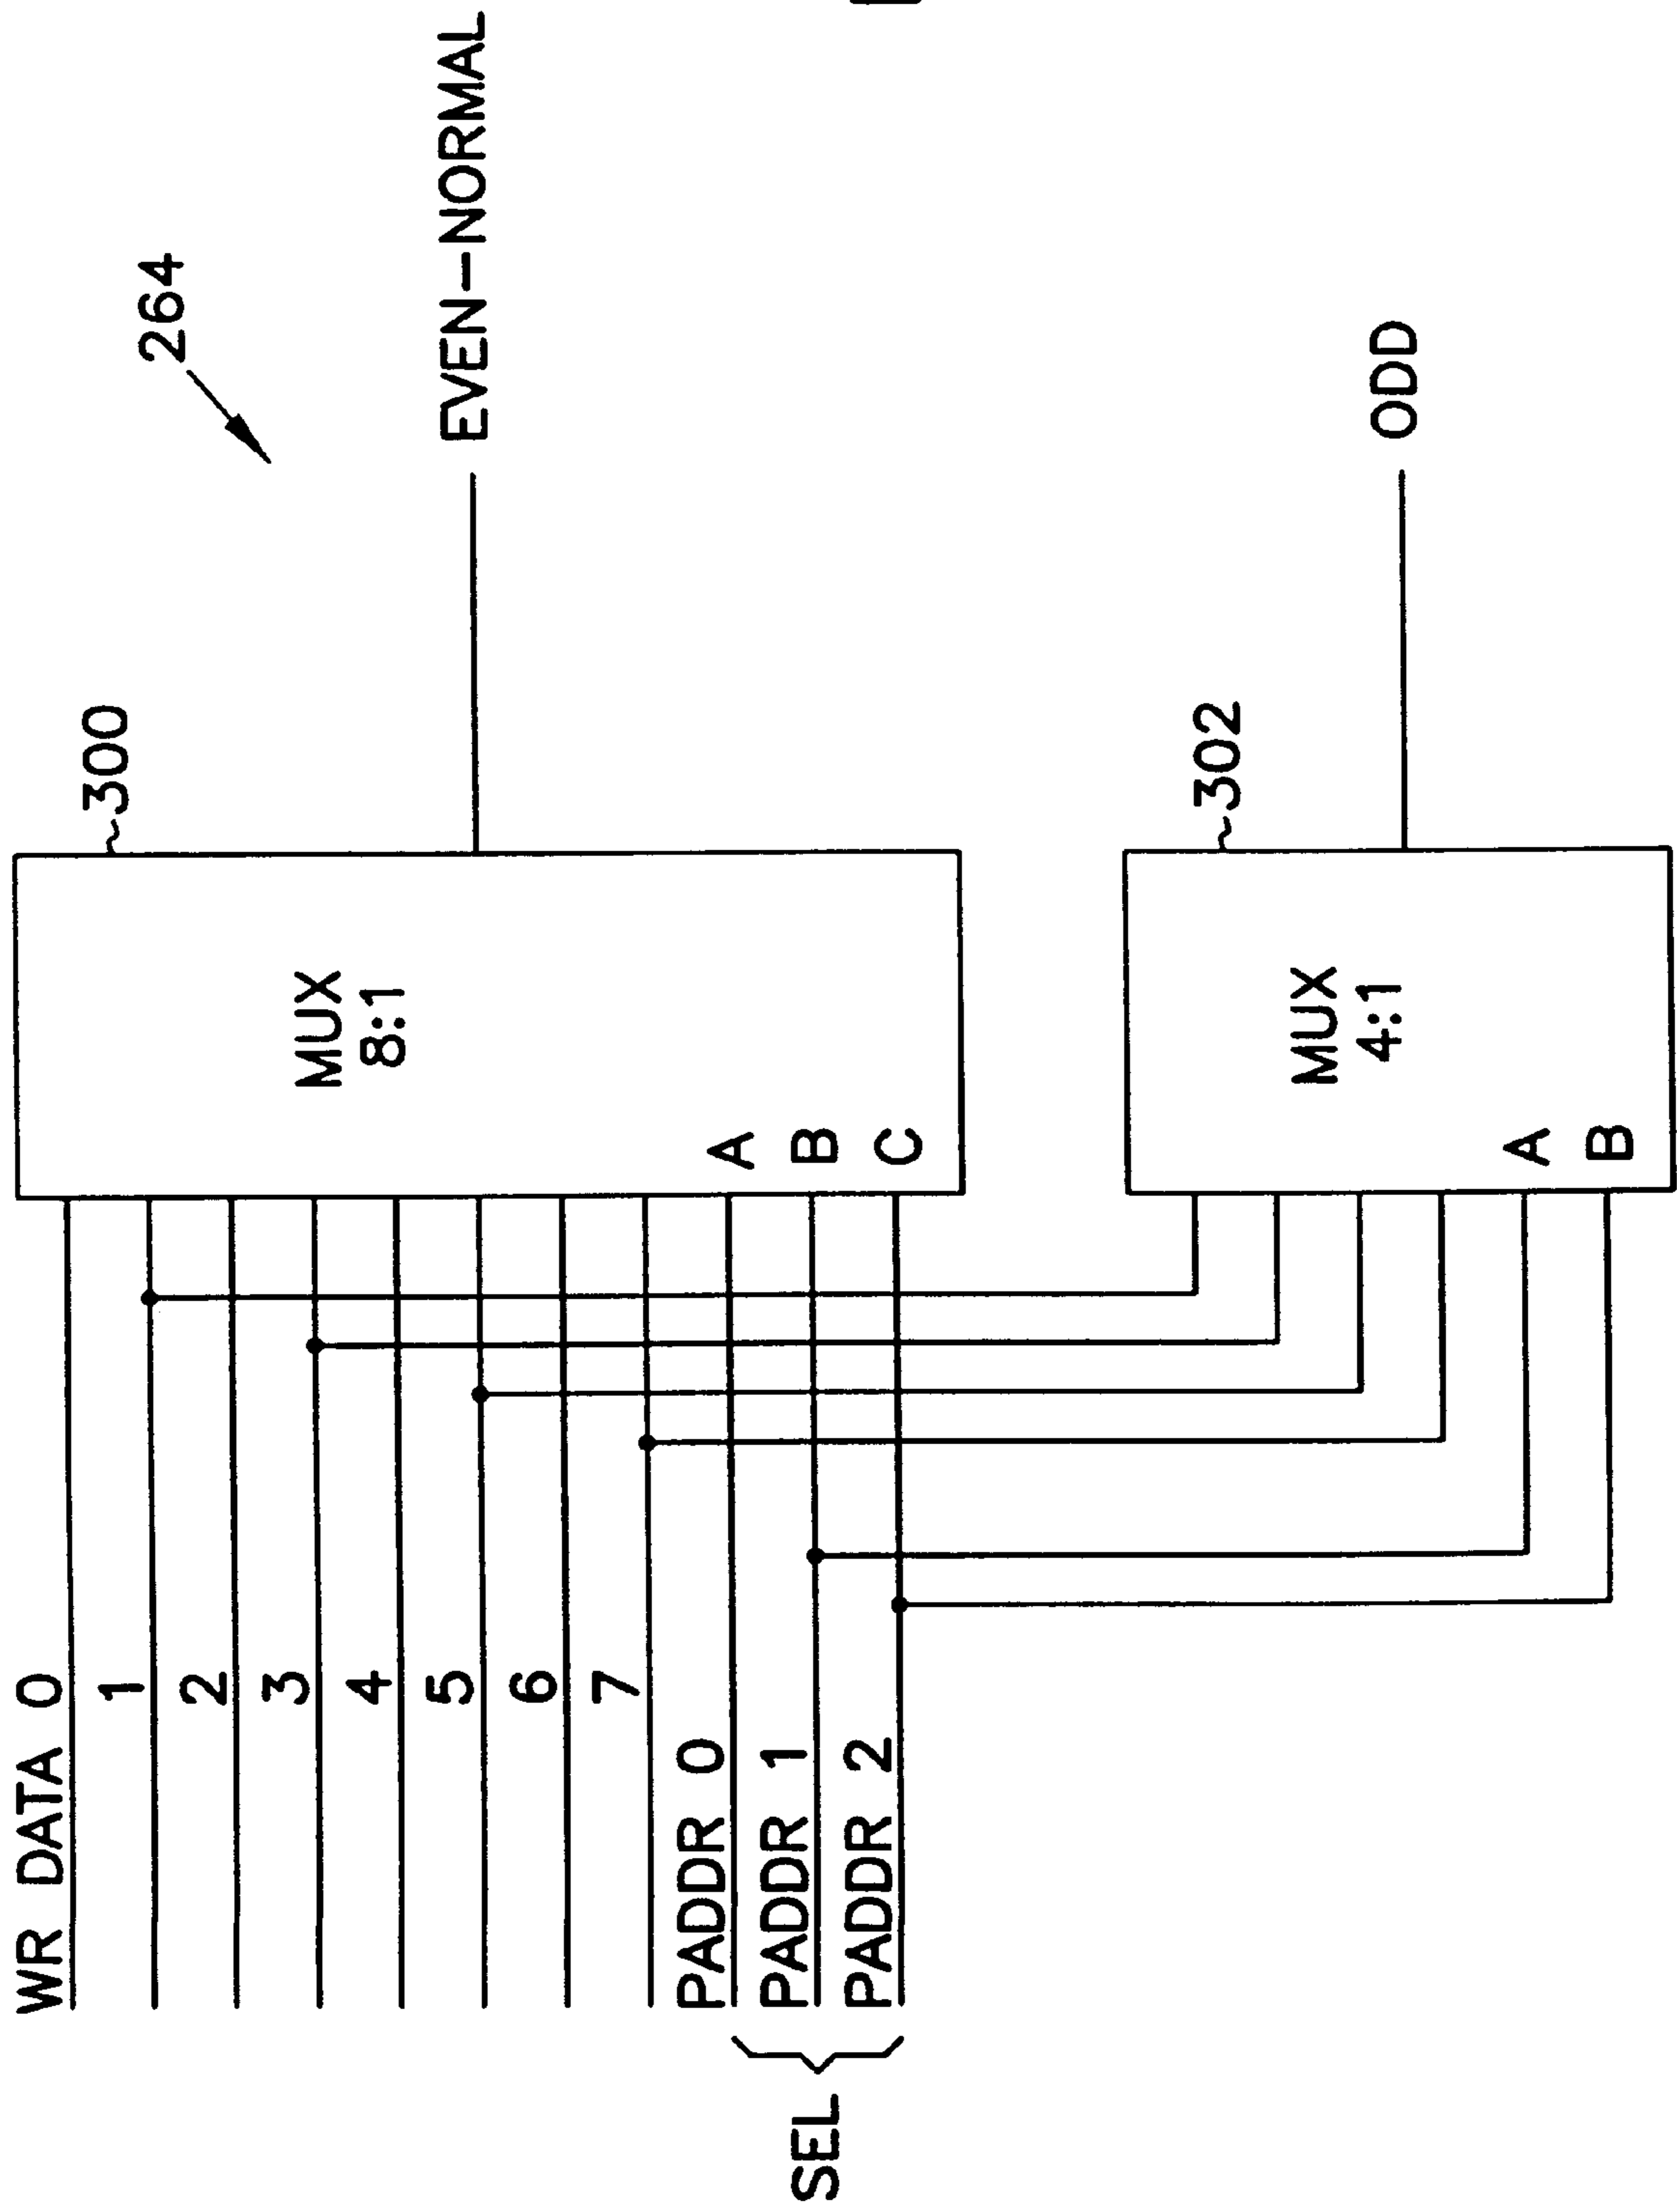 264
WR DATA 0
1
2
3
4
5
6
7
PADDR 0
PADDR 1
PADDR 2
SEL
300
MUX
8:1
A
B
C
EVEN-NORMAL
302
MUX
4:1
A
B
ODD